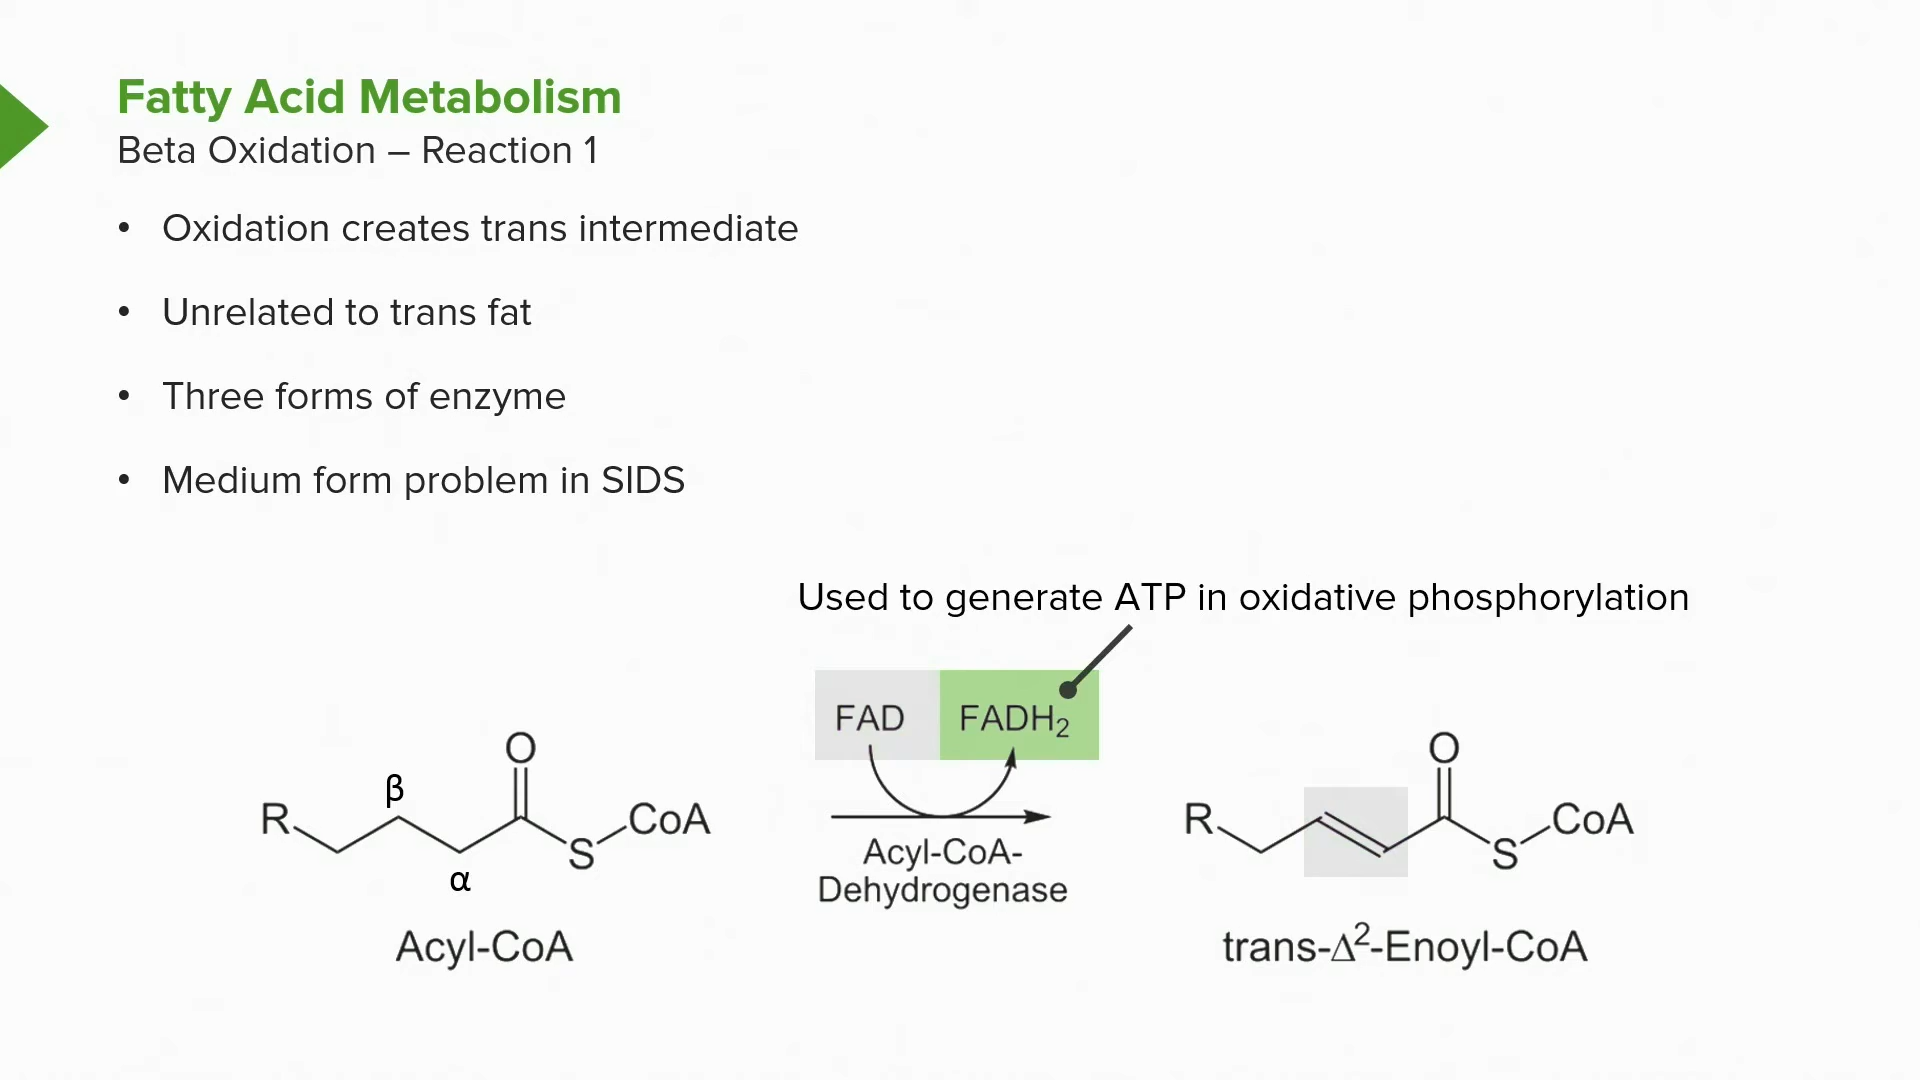 Fatty Acid Metabolism
Beta Oxidation – Reaction 1
• Oxidation creates trans intermediate
• Unrelated to trans fat
• Three forms of enzyme
• Medium form problem in SIDS
Used to generate ATP in oxidative phosphorylation
FAD FADH₂
O
β
R
CoA
S
α
Acyl-CoA
Acyl-CoA-
Dehydrogenase
O
R
CoA
S
trans-Δ²-Enoyl-CoA